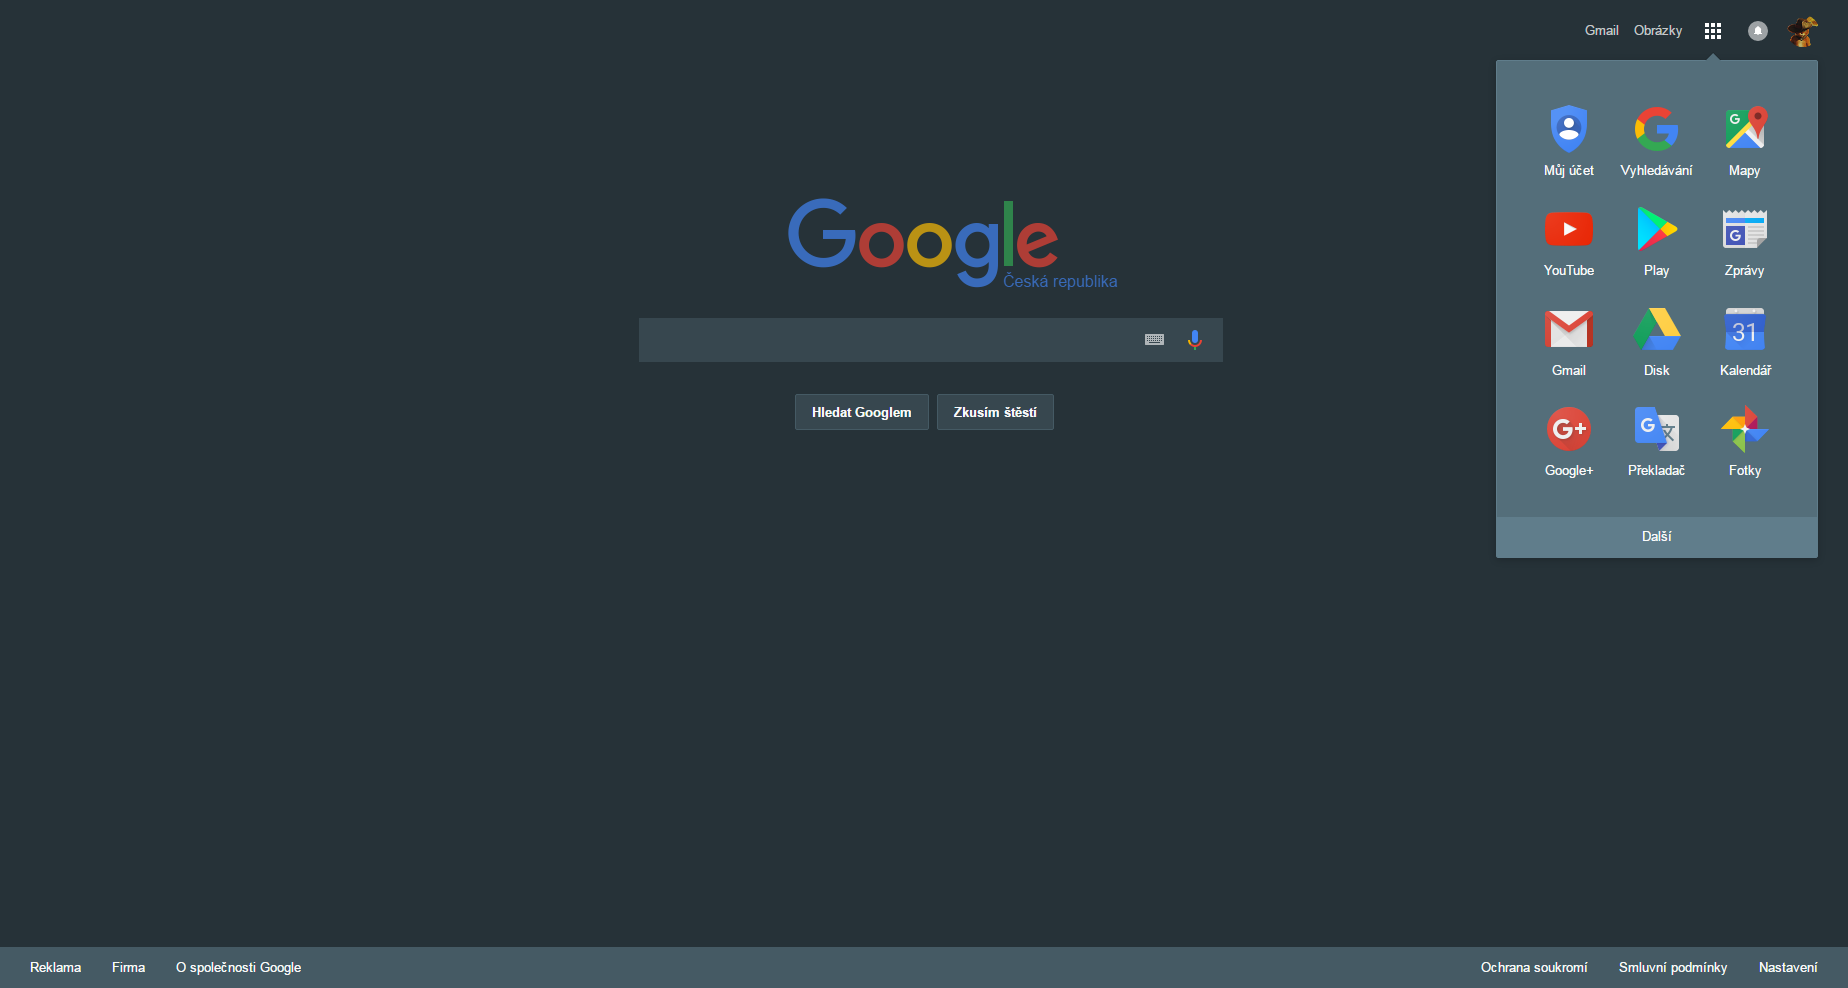 Gmail Obrázky
Google
Česká republika
Hledat Googlem Zkusím štěstí
Můj účet Vyhledávání Mapy
YouTube Play Zprávy
31
Gmail Disk Kalendář
G+
Google+ Překladač Fotky
Další
Reklama Firma O společnosti Google Ochrana soukromí Smluvní podmínky Nastavení